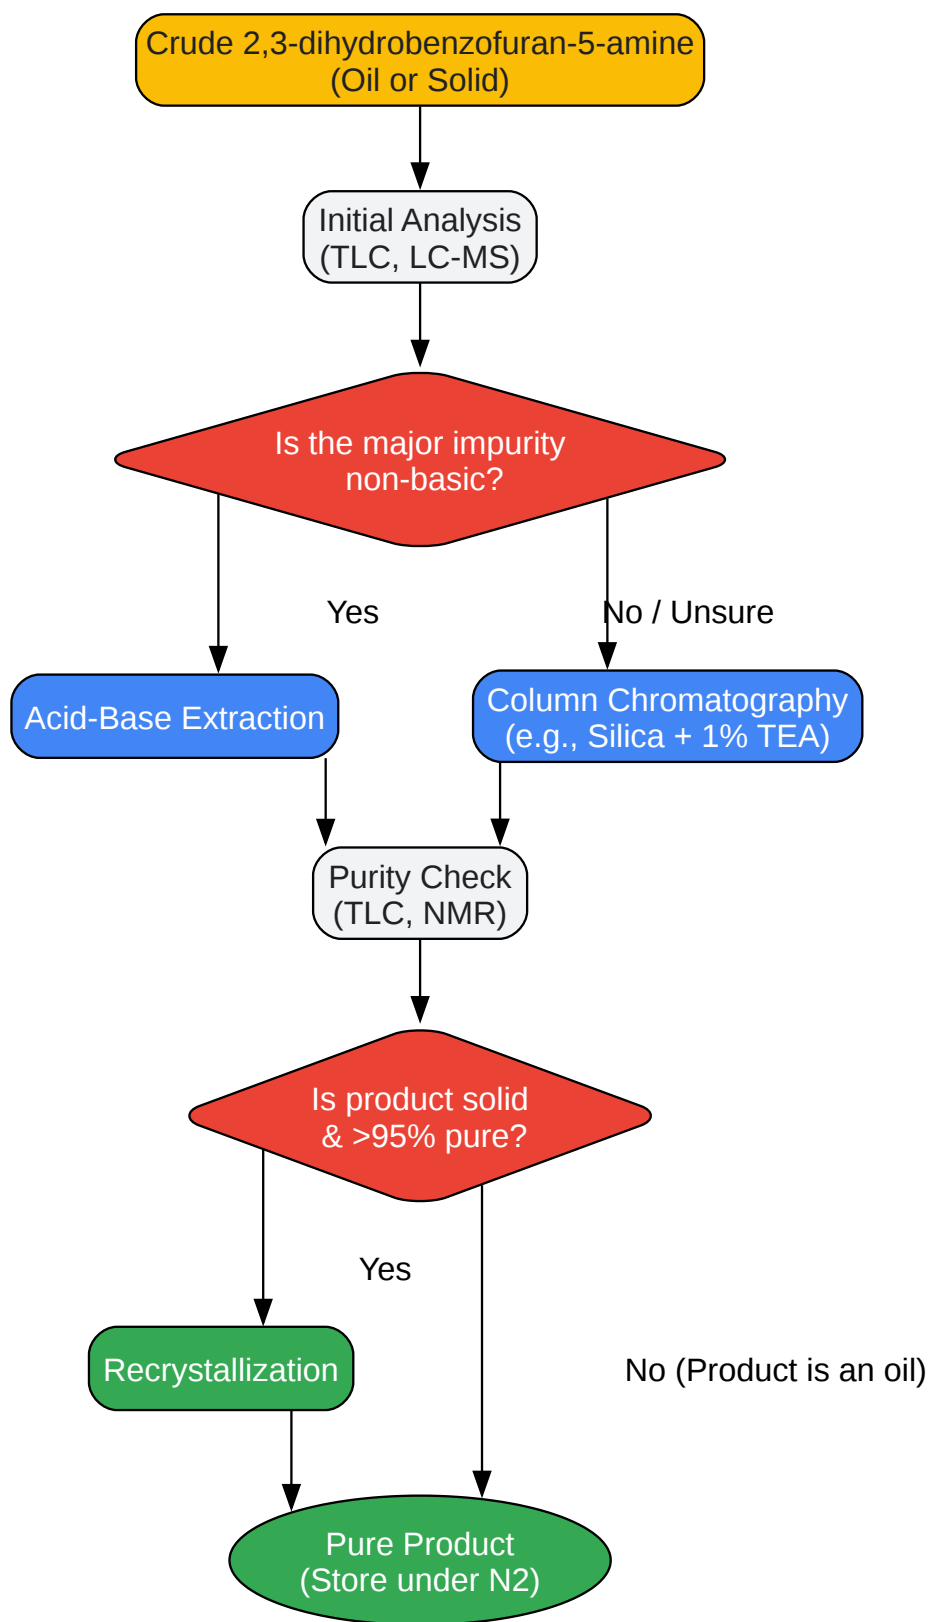 Crude 2,3-dihydrobenzofuran-5-amine
(Oil or Solid)
Initial Analysis
(TLC, LC-MS)
Is the major impurity
non-basic?
Yes
No / Unsure
Acid-Base Extraction
Column Chromatography
(e.g., Silica + 1% TEA)
Purity Check
(TLC, NMR)
Is product solid
& >95% pure?
Yes
Recrystallization
No (Product is an oil)
Pure Product
(Store under N2)